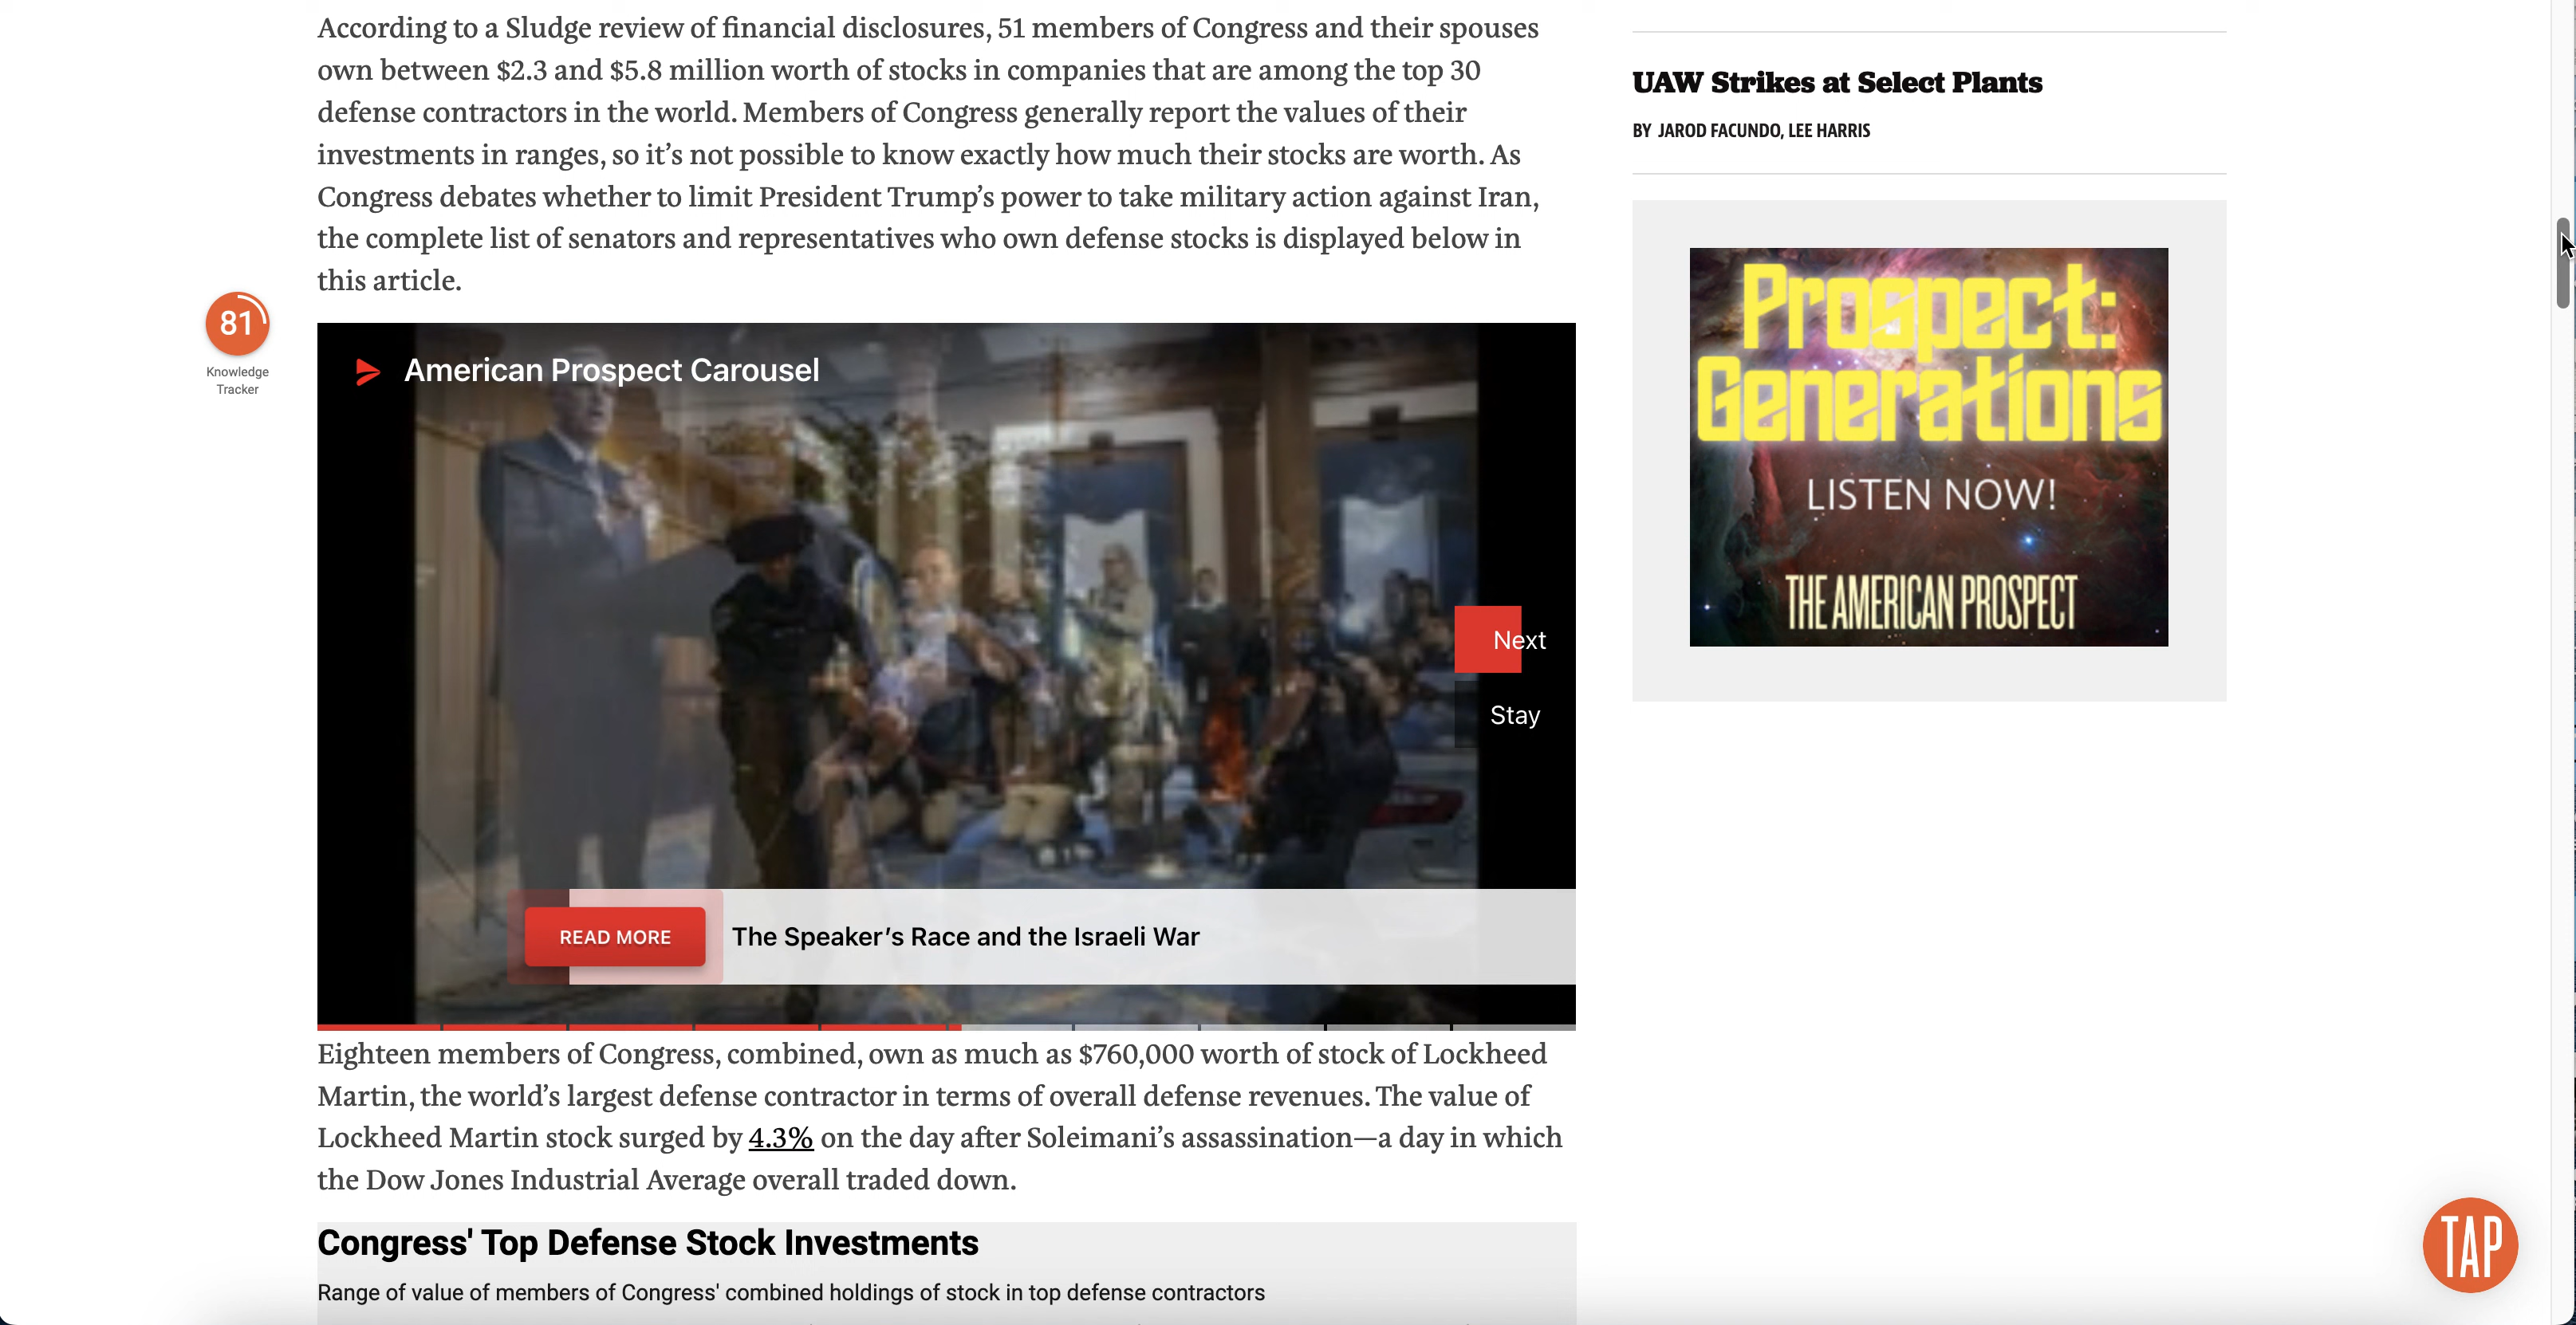 According to a Sludge review of financial disclosures, 51 members of Congress and their spouses
own between $2.3 and $5.8 million worth of stocks in companies that are among the top 30
defense contractors in the world. Members of Congress generally report the values of their
investments in ranges, so it’s not possible to know exactly how much their stocks are worth. As
Congress debates whether to limit President Trump’s power to take military action against Iran,
the complete list of senators and representatives who own defense stocks is displayed below in
this article.
81
Knowledge
Tracker
American Prospect Carousel
Next
Stay
READ MORE
The Speaker’s Race and the Israeli War
Eighteen members of Congress, combined, own as much as $760,000 worth of stock of Lockheed
Martin, the world’s largest defense contractor in terms of overall defense revenues. The value of
Lockheed Martin stock surged by 4.3% on the day after Soleimani’s assassination—a day in which
the Dow Jones Industrial Average overall traded down.
Congress' Top Defense Stock Investments
Range of value of members of Congress' combined holdings of stock in top defense contractors
UAW Strikes at Select Plants
BY JAROD FACUNDO, LEE HARRIS
Prospect:
Generations
LISTEN NOW!
THE AMERICAN PROSPECT
TAP